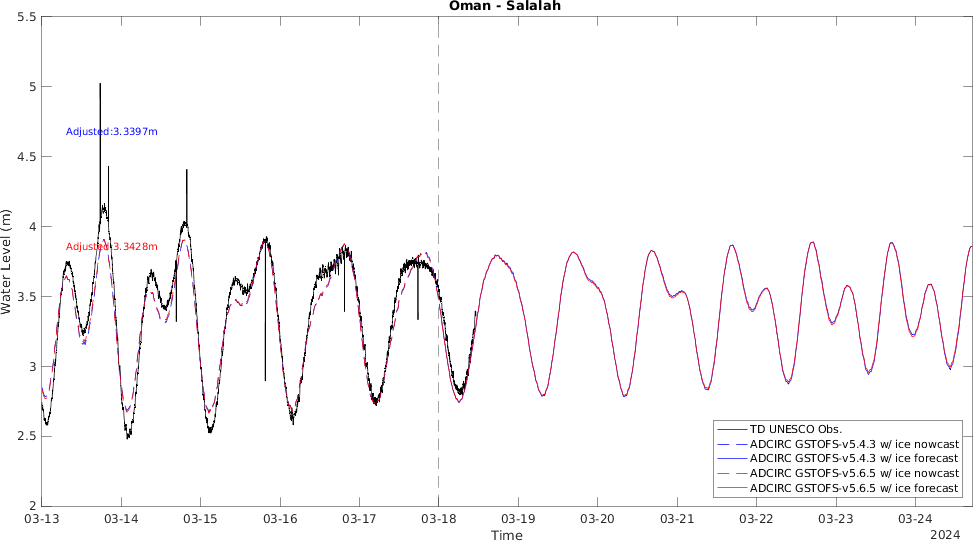 Oman - Salalah
5.5
5
4.5
4
3.5
3
2.5
2
Water Level (m)
Adjusted:3.3397m
Adjusted:3.3428m
TD UNESCO Obs.
ADCIRC GSTOFS-v5.4.3 w/ ice nowcast
ADCIRC GSTOFS-v5.4.3 w/ ice forecast
ADCIRC GSTOFS-v5.6.5 w/ ice nowcast
ADCIRC GSTOFS-v5.6.5 w/ ice forecast
03-13 03-14 03-15 03-16 03-17 03-18 03-19 03-20 03-21 03-22 03-23 03-24
Time
2024